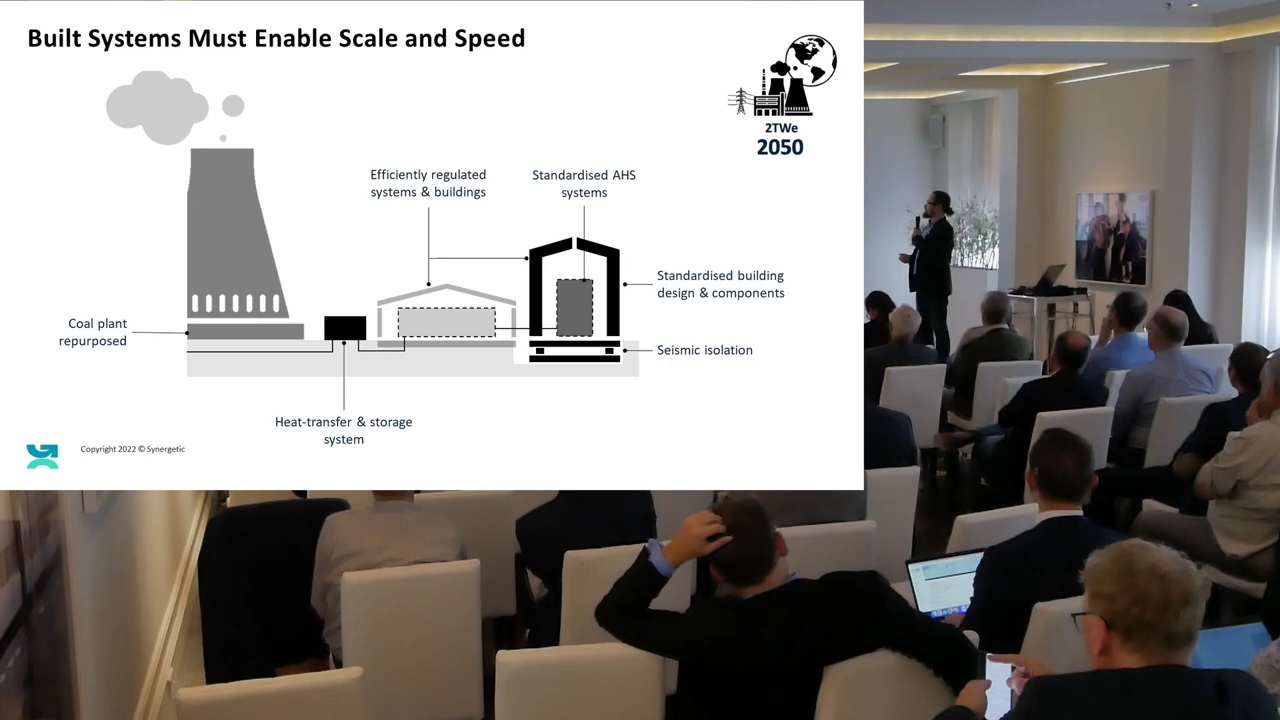 Built Systems Must Enable Scale and Speed
2TWe
2050
Efficiently regulated
systems & buildings
Standardised AHS
systems
Standardised building
design & components
Coal plant
repurposed
Seismic isolation
Heat-transfer & storage
system
Copyright 2022 © Synergetic